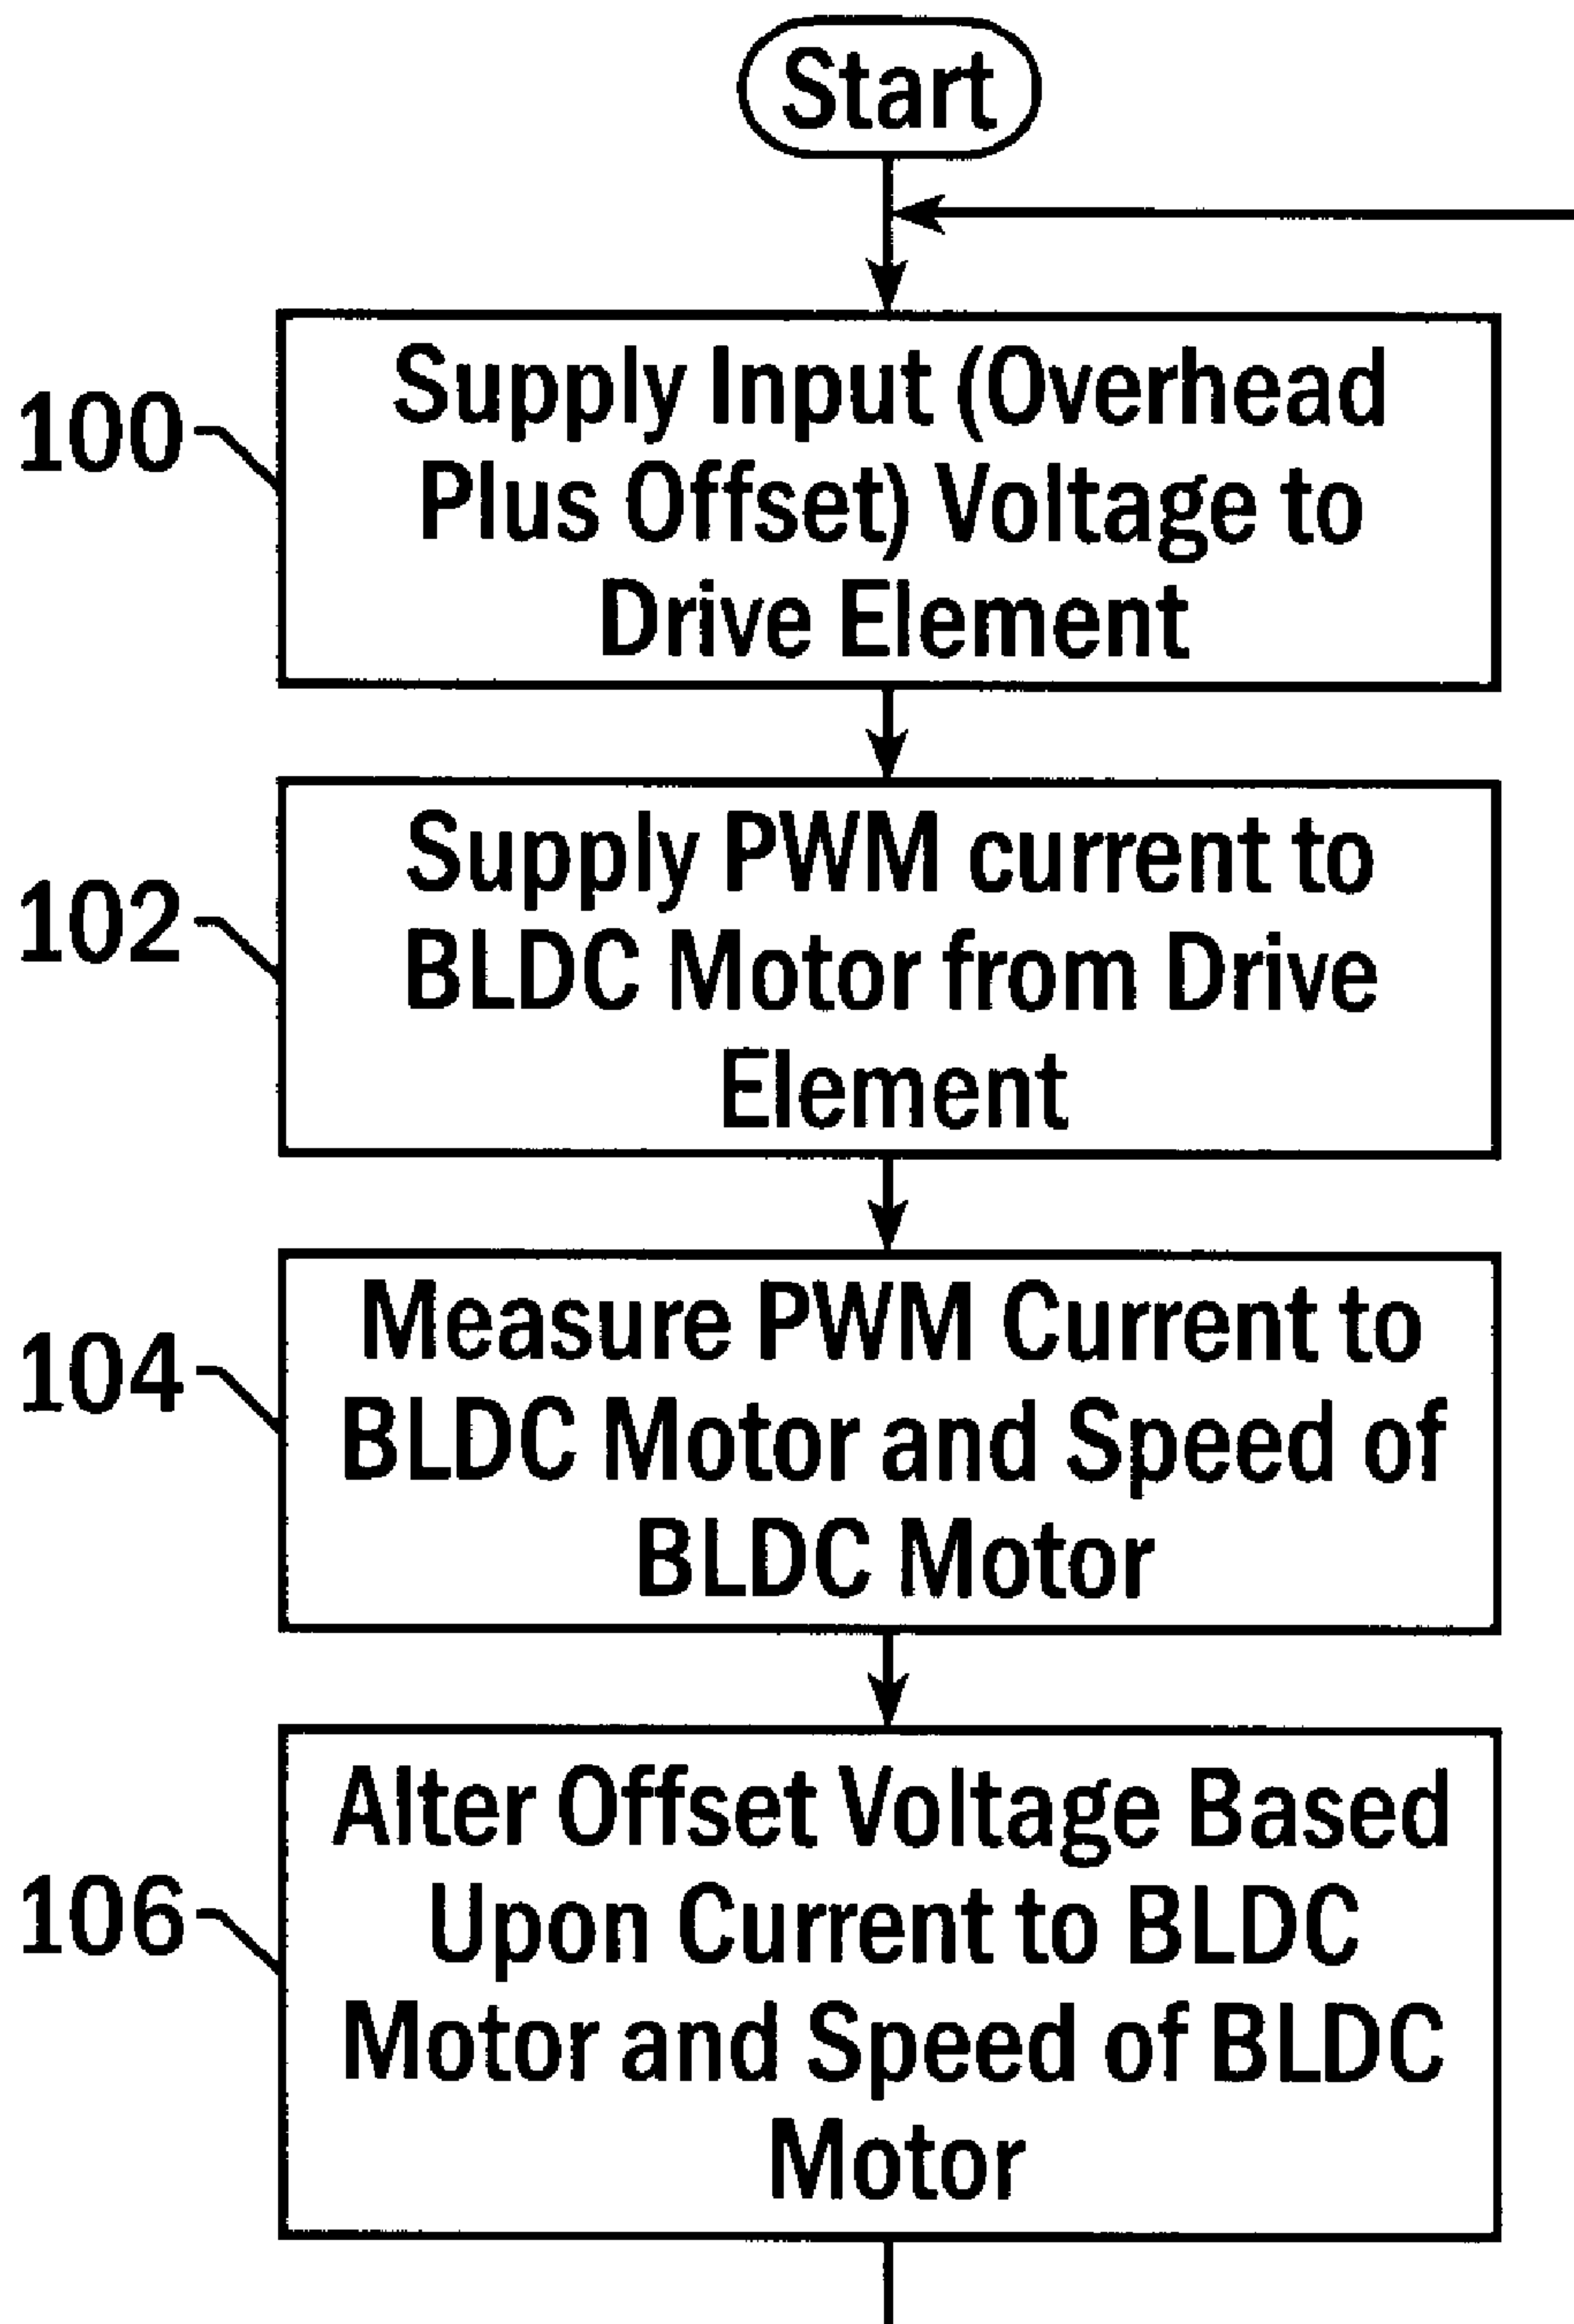 Start
100
Supply Input (Overhead
Plus Offset) Voltage to
Drive Element
102
Supply PWM current to
BLDC Motor from Drive
Element
104
Measure PWM Current to
BLDC Motor and Speed of
BLDC Motor
106
Alter Offset Voltage Based
Upon Current to BLDC
Motor and Speed of BLDC
Motor